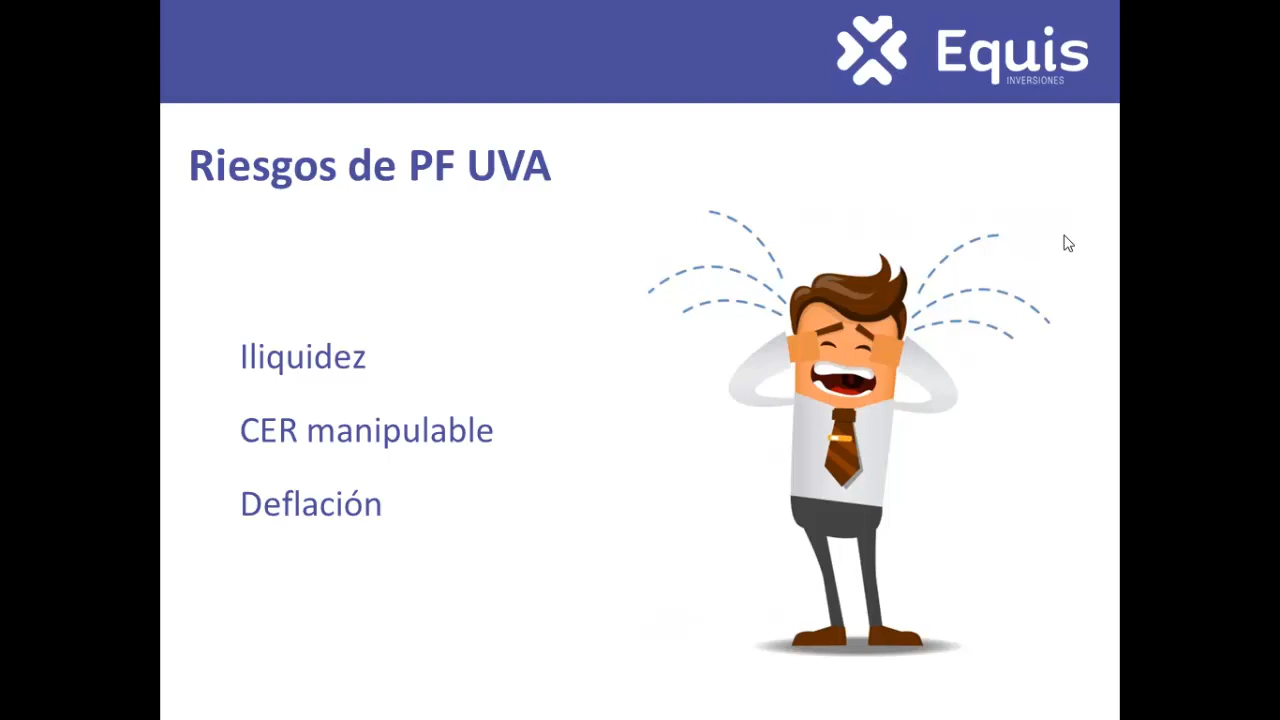 Equis
INVERSIONES
Riesgos de PF UVA
Iliquidez
CER manipulable
Deflación